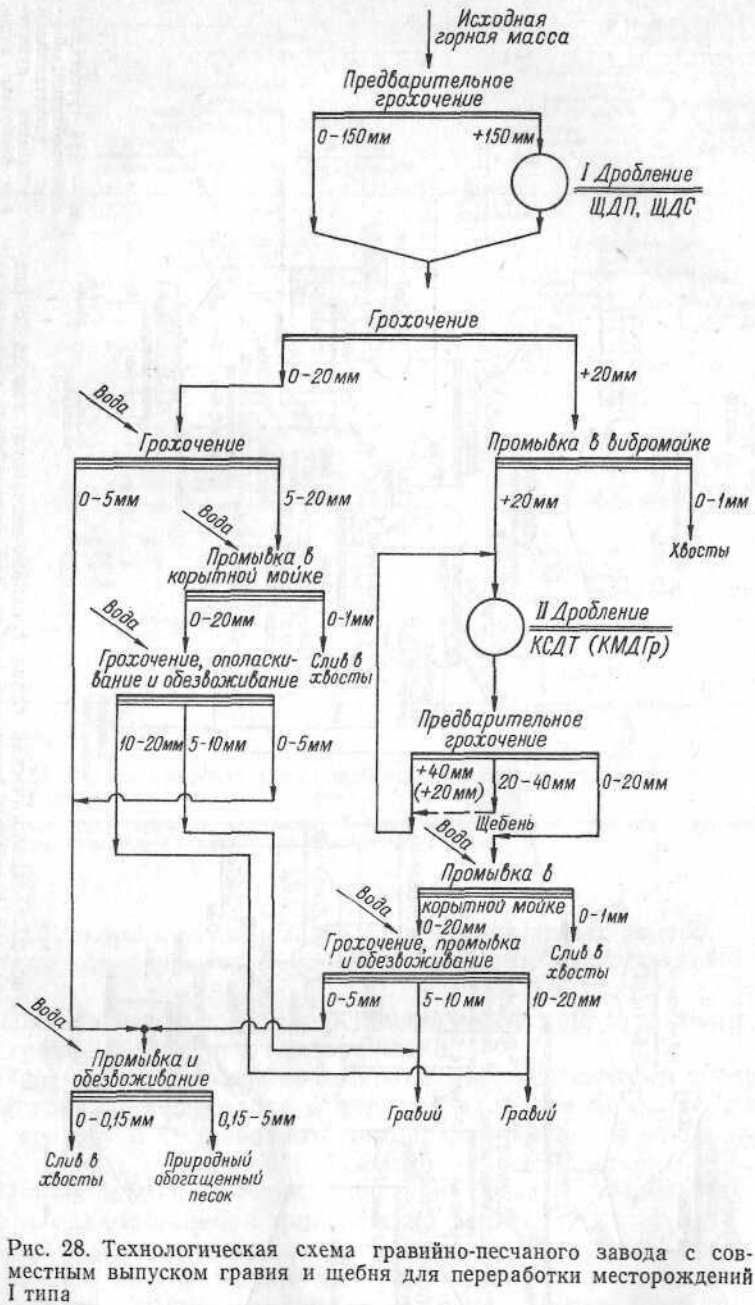 Исходная
горная масса
Предварительное
грохочение
0-150мм
+150мм
I Дробление
ЩДП, ЩДС
Грохочение
0-20мм
+20мм
Вода
Грохочение
Промывка в вибромойке
0-5мм
5-20мм
+20мм
0-1мм
Вода
Хвосты
Промывка в
корытной мойке
Вода
0-20мм
0-1мм
II Дробление
КСДТ (КМДГр)
Грохочение, ополаски-
вание и обезвоживание
Слив в
хвосты
Предварительное
грохочение
10-20мм
5-10мм
0-5мм
+40мм
(+20мм)
20-40мм
0-20мм
Щебень
Вода
Промывка в
корытной мойке
Вода
0-20мм
0-1мм
Грохочение, промывка
и обезвоживание
Слив в
хвосты
0-5мм
5-10мм
10-20мм
Вода
Промывка и
обезвоживание
0-0,15мм
0,15-5мм
Гравий
Гравий
Слив в
хвосты
Природный
обогащенный
песок
Рис. 28. Технологическая схема гравийно-песчаного завода с сов-
местным выпуском гравия и щебня для переработки месторождений
I типа